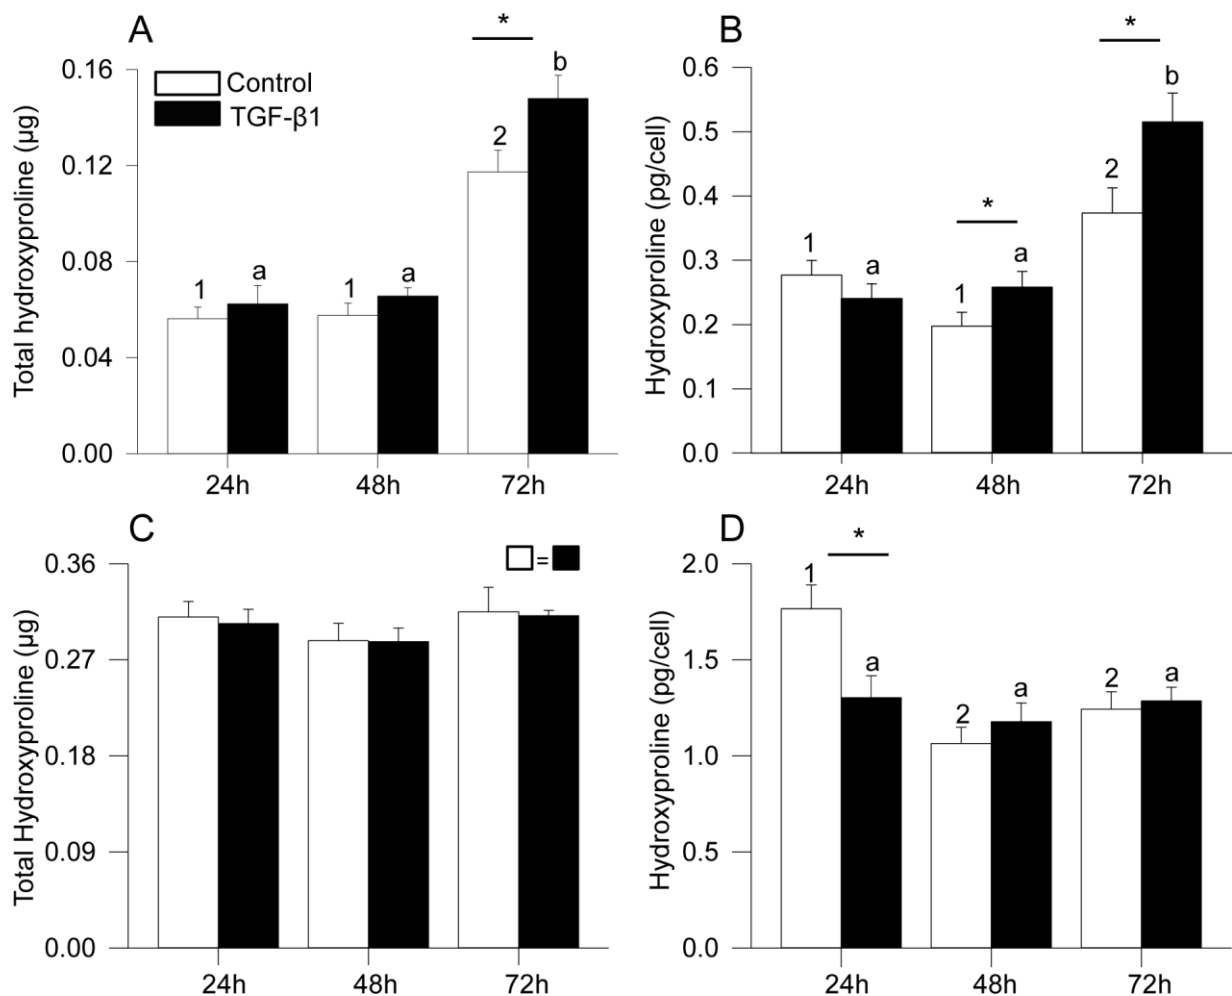 A
*
Total hydroxyproline (µg)
0.16
0.12
0.08
0.04
0.00
Control
TGF-β1
1
a
1
a
2
b
24h
48h
72h
B
*
*
Hydroxyproline (pg/cell)
0.6
0.5
0.4
0.3
0.2
0.1
0.0
1
a
1
a
2
b
24h
48h
72h
C
=
Total Hydroxyproline (µg)
0.36
0.27
0.18
0.09
0.00
24h
48h
72h
D
*
Hydroxyproline (pg/cell)
2.0
1.5
1.0
0.5
0.0
1
a
2
a
2
a
24h
48h
72h